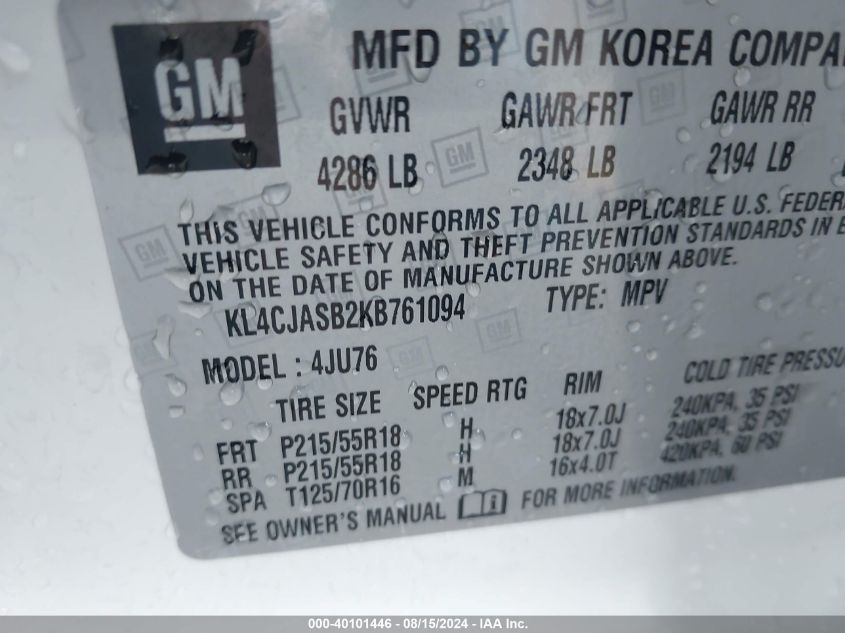 GM
MFD BY GM KOREA COMPA
GVWR GAWR FRT GAWR RR
4286 LB 2348 LB 2194 LB
THIS VEHICLE CONFORMS TO ALL APPLICABLE U.S. FEDER
VEHICLE SAFETY AND THEFT PREVENTION STANDARDS IN E
ON THE DATE OF MANUFACTURE SHOWN ABOVE.
KL4CJASB2KB761094 TYPE: MPV
MODEL : 4JU76
TIRE SIZE SPEED RTG RIM COLD TIRE PRESSU
FRT P215/55R18 H 18x7.0J 240KPA, 35 PSI
RR P215/55R18 H 18x7.0J 240KPA, 35 PSI
SPA T125/70R16 M 16x4.0T 420KPA, 60 PSI
SEE OWNER'S MANUAL FOR MORE INFORMATION.
000-40101446 - 08/15/2024 - IAA Inc.